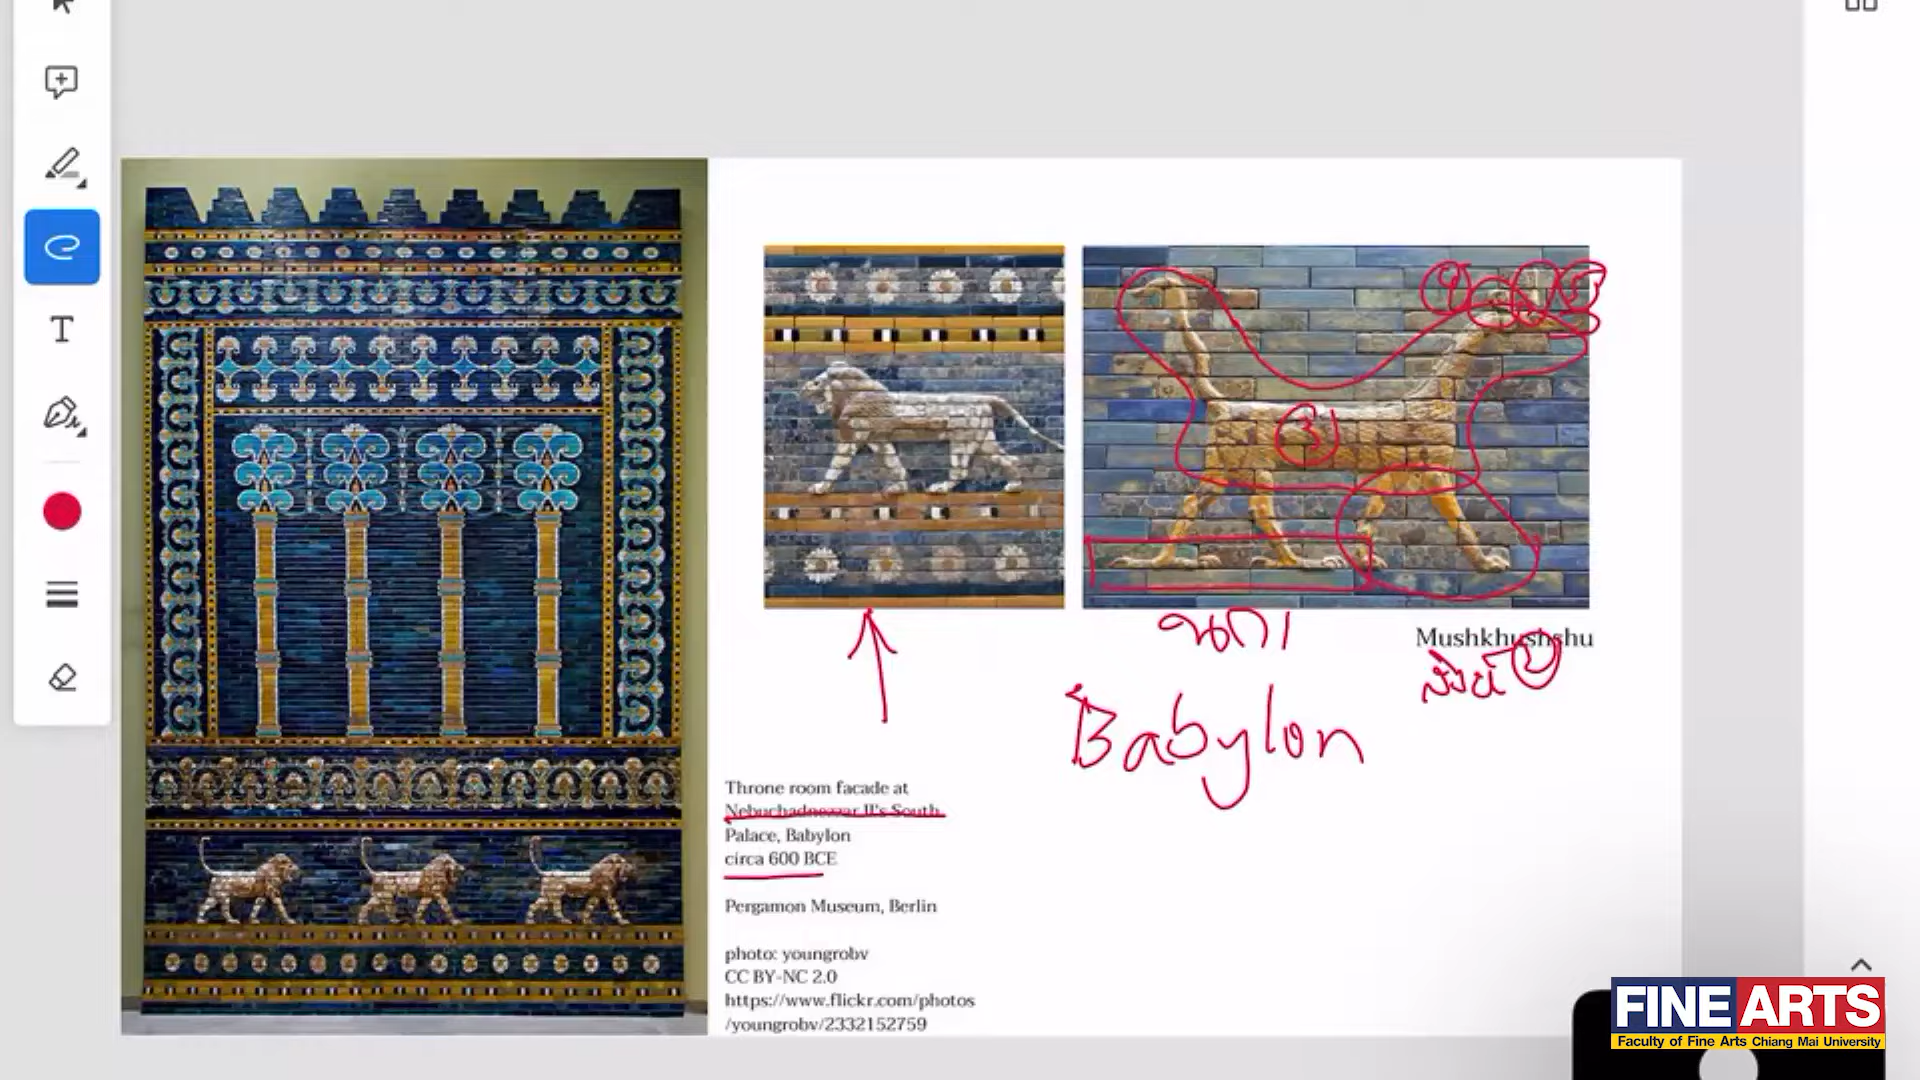 T
Mushkhushshu
Babylon
Throne room facade at
Nebuchadnezzar II's South
Palace, Babylon
circa 600 BCE
Pergamon Museum, Berlin
photo: youngrobv
CC BY-NC 2.0
https://www.flickr.com/photos
/youngrobv/2332152759
FINE ARTS
Faculty of Fine Arts Chiang Mai University